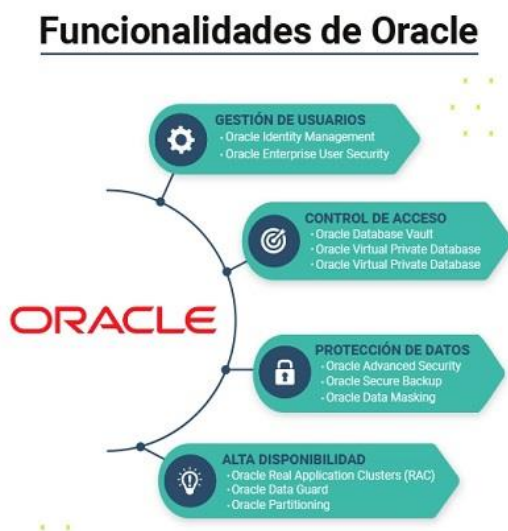 Funcionalidades de Oracle
GESTIÓN DE USUARIOS
· Oracle Identity Management
· Oracle Enterprise User Security
CONTROL DE ACCESO
· Oracle Database Vault
· Oracle Virtual Private Database
· Oracle Virtual Private Database
ORACLE
PROTECCIÓN DE DATOS
· Oracle Advanced Security
· Oracle Secure Backup
· Oracle Data Masking
ALTA DISPONIBILIDAD
· Oracle Real Application Clusters (RAC)
· Oracle Data Guard
· Oracle Partitioning